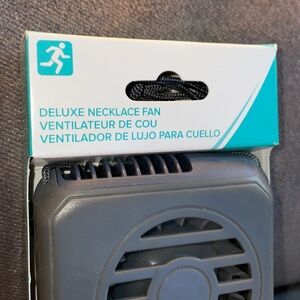 DELUXE NECKLACE FAN
VENTILATEUR DE COU
VENTILADOR DE LUJO PARA CUELLO